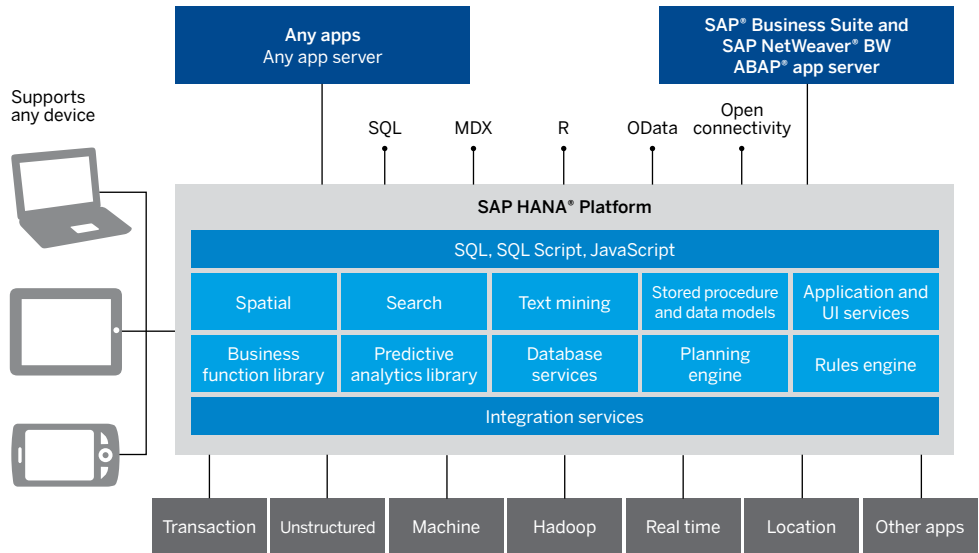 Any apps
Any app server
SAP® Business Suite and
SAP NetWeaver® BW
ABAP® app server
Supports
any device
SQL
MDX
R
OData
Open
connectivity
SAP HANA® Platform
SQL, SQL Script, JavaScript
Spatial
Search
Text mining
Stored procedure
and data models
Application and
UI services
Business
function library
Predictive
analytics library
Database
services
Planning
engine
Rules engine
Integration services
Transaction
Unstructured
Machine
Hadoop
Real time
Location
Other apps